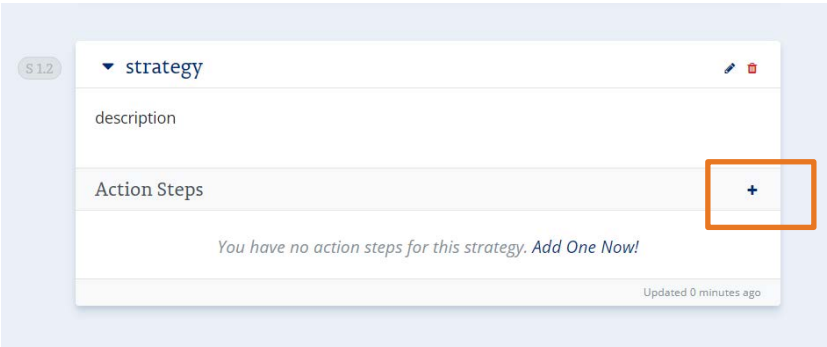 S 1.2
strategy
description
Action Steps
You have no action steps for this strategy. Add One Now!
Updated 0 minutes ago